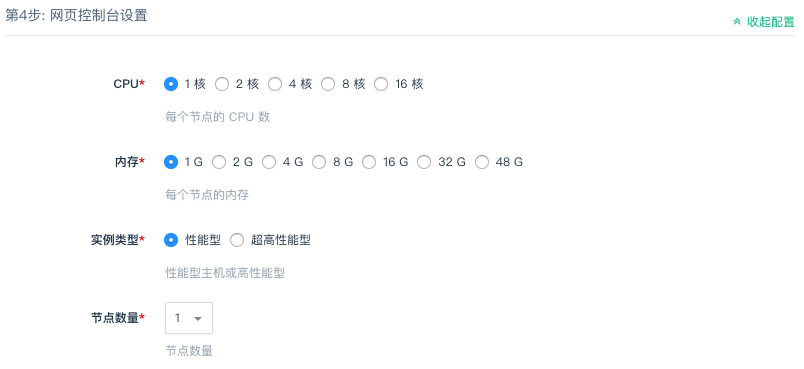 第4步: 网页控制台设置
收起配置
CPU* 1 核 2 核 4 核 8 核 16 核
每个节点的 CPU 数
内存* 1 G 2 G 4 G 8 G 16 G 32 G 48 G
每个节点的内存
实例类型* 性能型 超高性能型
性能型主机或高性能型
节点数量* 1
节点数量